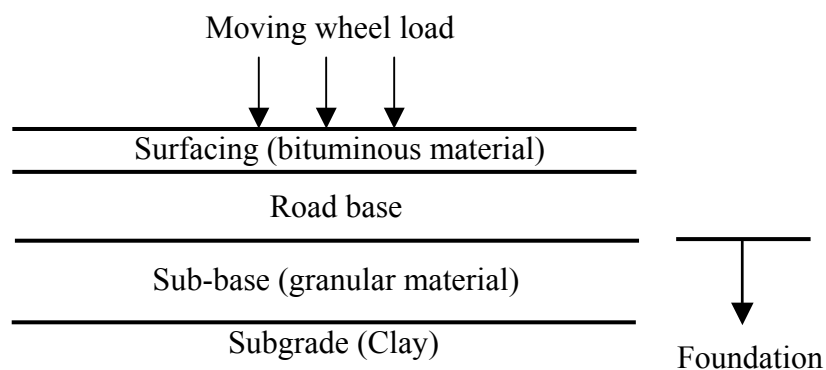 Moving wheel load
Surfacing (bituminous material)
Road base
Sub-base (granular material)
Subgrade (Clay)
Foundation